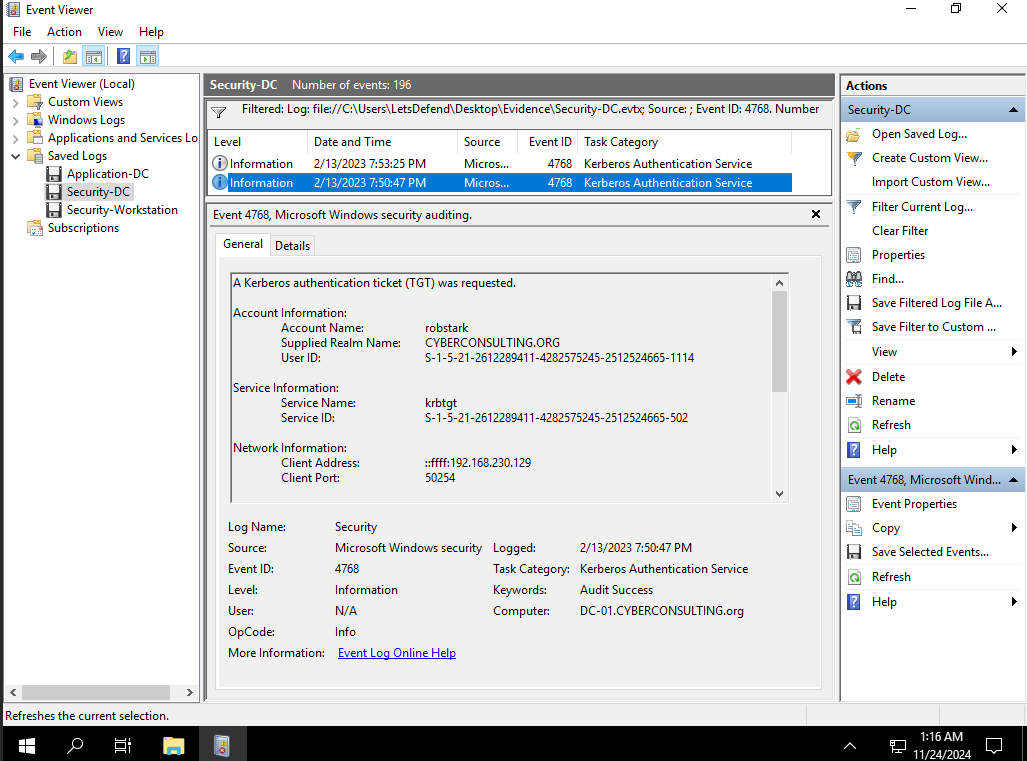 Event Viewer
File Action View Help
Event Viewer (Local)
Custom Views
Windows Logs
Applications and Services Lo
Saved Logs
Application-DC
Security-DC
Security-Workstation
Subscriptions
Security-DC Number of events: 196
Filtered: Log: file://C:\Users\LetsDefend\Desktop\Evidence\Security-DC.evtx; Source: ; Event ID: 4768. Number
Level Date and Time Source Event ID Task Category
Information 2/13/2023 7:53:25 PM Micros... 4768 Kerberos Authentication Service
Information 2/13/2023 7:50:47 PM Micros... 4768 Kerberos Authentication Service
Event 4768, Microsoft Windows security auditing.
General Details
A Kerberos authentication ticket (TGT) was requested.
Account Information:
Account Name: robstark
Supplied Realm Name: CYBERCONSULTING.ORG
User ID: S-1-5-21-2612289411-4282575245-2512524665-1114
Service Information:
Service Name: krbtgt
Service ID: S-1-5-21-2612289411-4282575245-2512524665-502
Network Information:
Client Address: ::ffff:192.168.230.129
Client Port: 50254
Log Name: Security
Source: Microsoft Windows security Logged: 2/13/2023 7:50:47 PM
Event ID: 4768 Task Category: Kerberos Authentication Service
Level: Information Keywords: Audit Success
User: N/A Computer: DC-01.CYBERCONSULTING.org
OpCode: Info
More Information: Event Log Online Help
Actions
Security-DC
Open Saved Log...
Create Custom View...
Import Custom View...
Filter Current Log...
Clear Filter
Properties
Find...
Save Filtered Log File A...
Save Filter to Custom ...
View
Delete
Rename
Refresh
Help
Event 4768, Microsoft Wind...
Event Properties
Copy
Save Selected Events...
Refresh
Help
Refreshes the current selection.
1:16 AM
11/24/2024